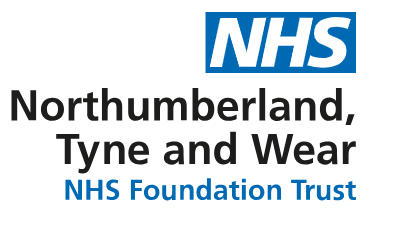 NHS
Northumberland,
Tyne and Wear
NHS Foundation Trust